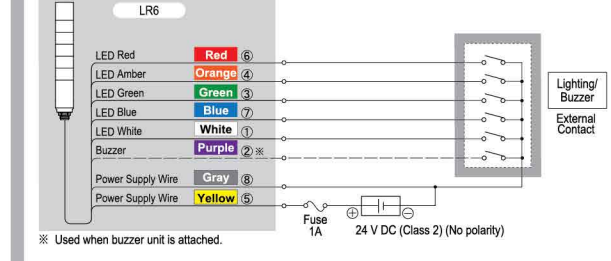 LR6
LED Red Red ⑥
LED Amber Orange ④
LED Green Green ③
LED Blue Blue ⑦
LED White White ①
Buzzer Purple ②※
Power Supply Wire Gray ⑧
Power Supply Wire Yellow ⑤
Lighting/
Buzzer
External
Contact
Fuse
1A
⊕ ⊖
24 V DC (Class 2) (No polarity)
※ Used when buzzer unit is attached.